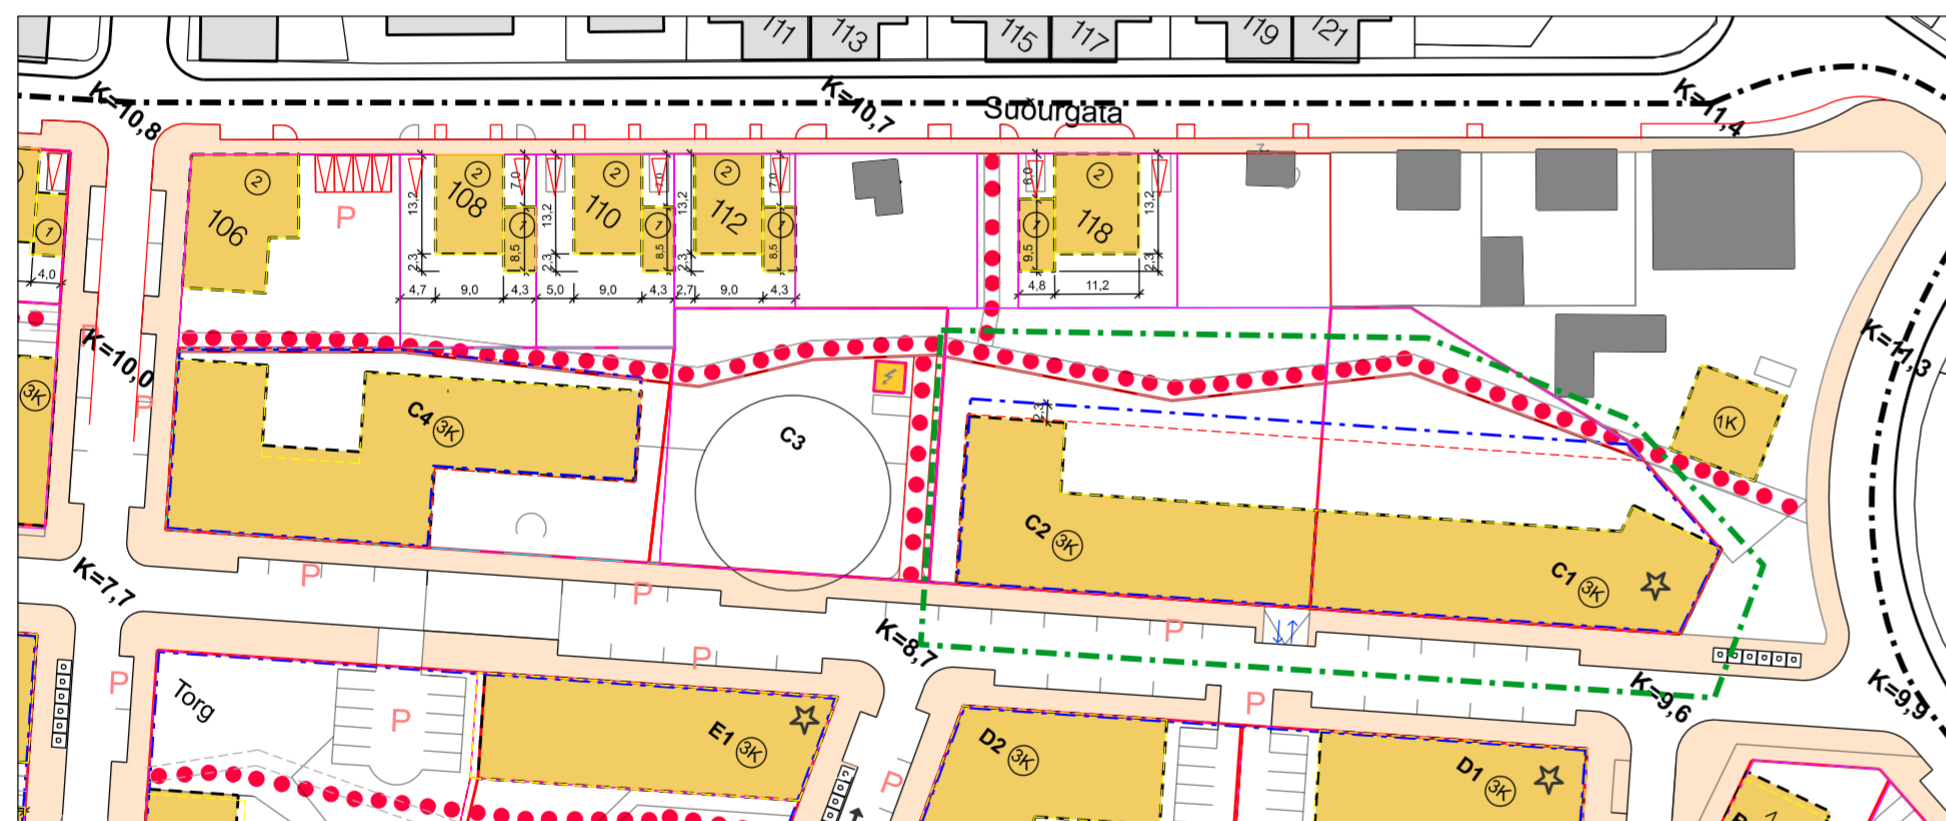 111
113
115
117
119
121
K=10,8
K=10,7
Suðurgata
K=11,4
2
106
P
13,2
2,3
2
108
7,0
1
8,5
13,2
2,3
2
110
7,0
1
8,5
13,2
2,3
2
112
7,0
1
8,5
6,0
1
9,5
2
118
13,2
2,3
1
4,0
4,7
9,0
4,3
5,0
9,0
4,3
2,7
9,0
4,3
4,8
11,2
P
K=10,0
P
3K
C4 3K
C3
2,3
C2 3K
C1 3K
1K
K=11,3
K=7,7
P
P
K=8,7
P
P
K=9,6
K=9,9
P
Torg
P
E1 3K
P
D2 3K
P
D1 3K